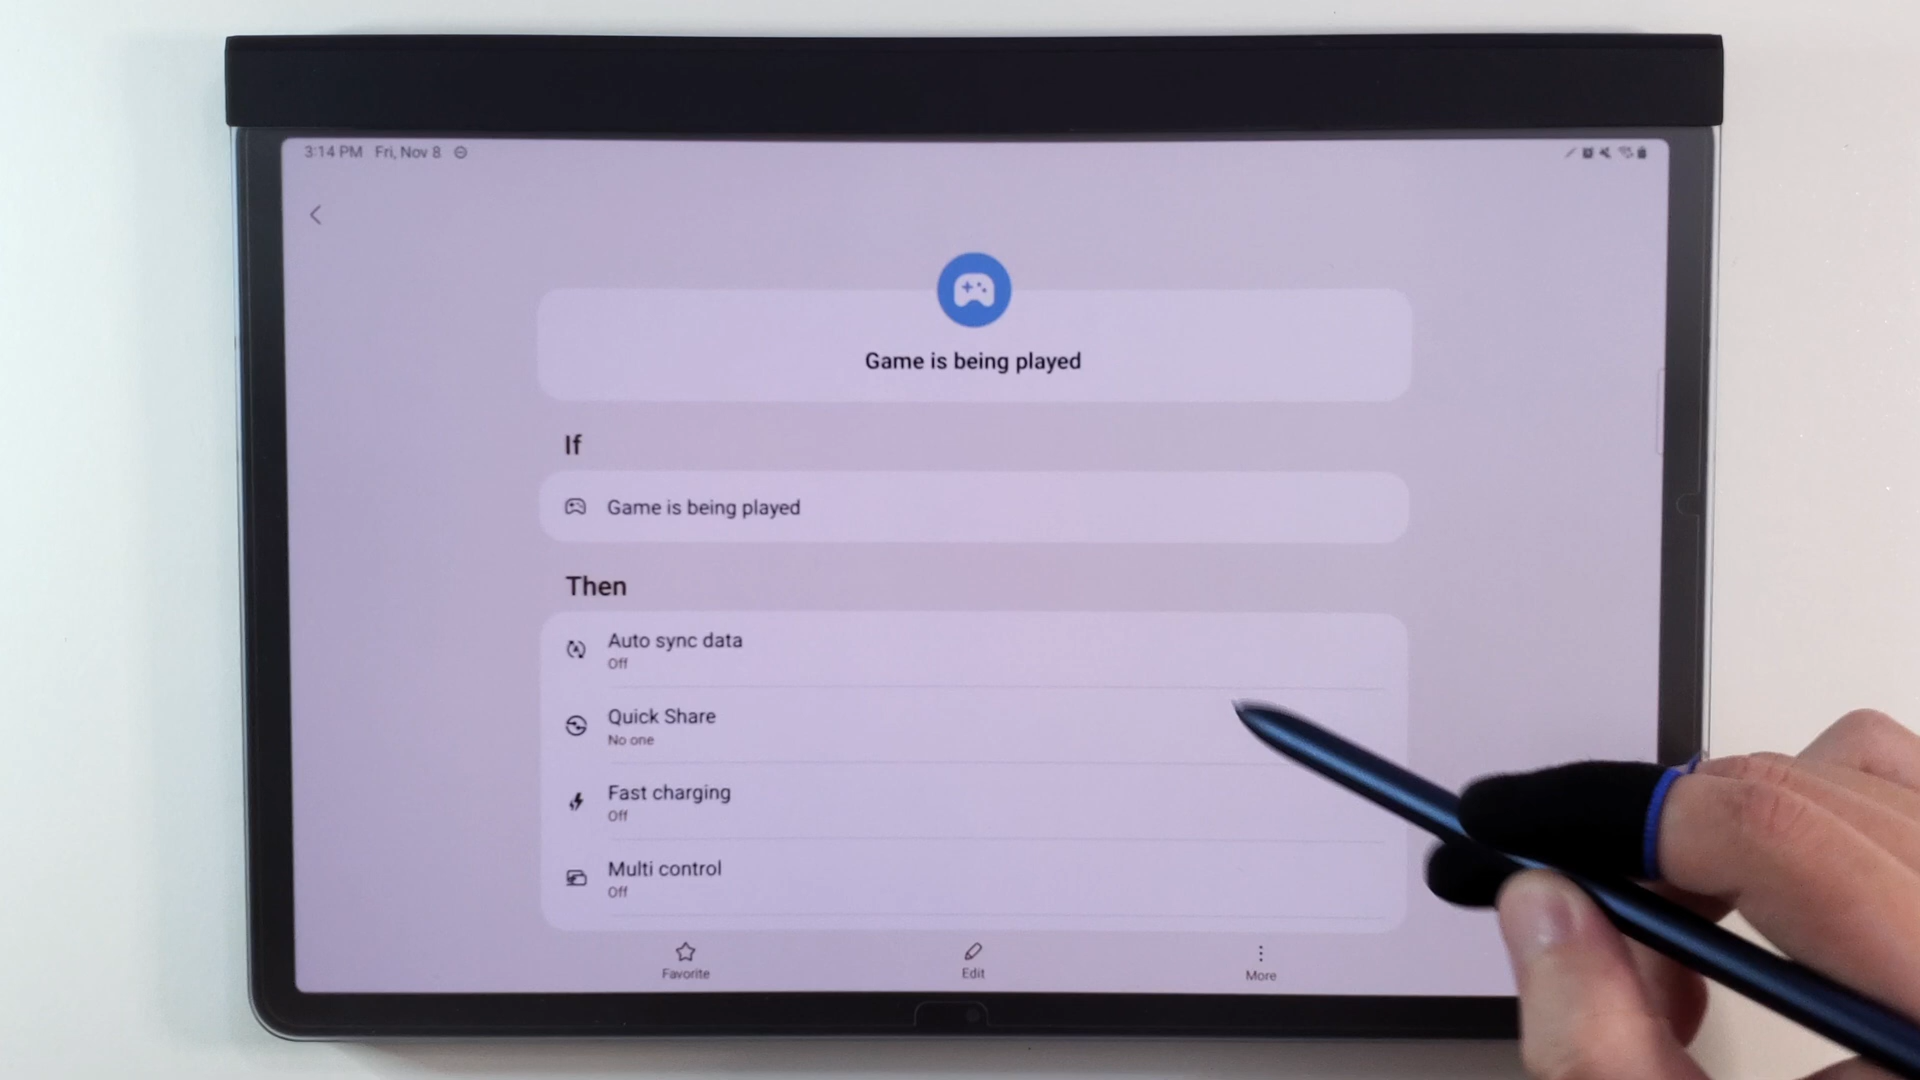 3:14 PM Fri, Nov 8
Game is being played
If
Game is being played
Then
Auto sync data
Off
Quick Share
No one
Fast charging
Off
Multi control
Off
Favorite
Edit
More